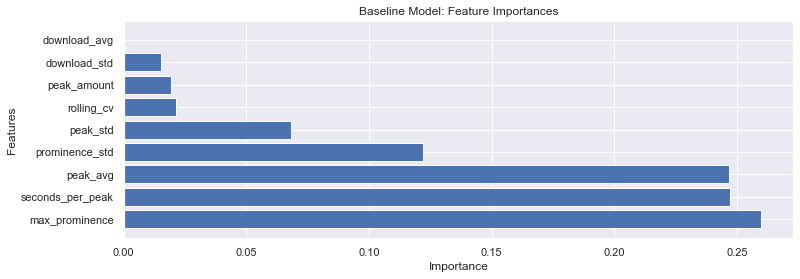 Baseline Model: Feature Importances
Features
download_avg
download_std
peak_amount
rolling_cv
peak_std
prominence_std
peak_avg
seconds_per_peak
max_prominence
0.00 0.05 0.10 0.15 0.20 0.25
Importance